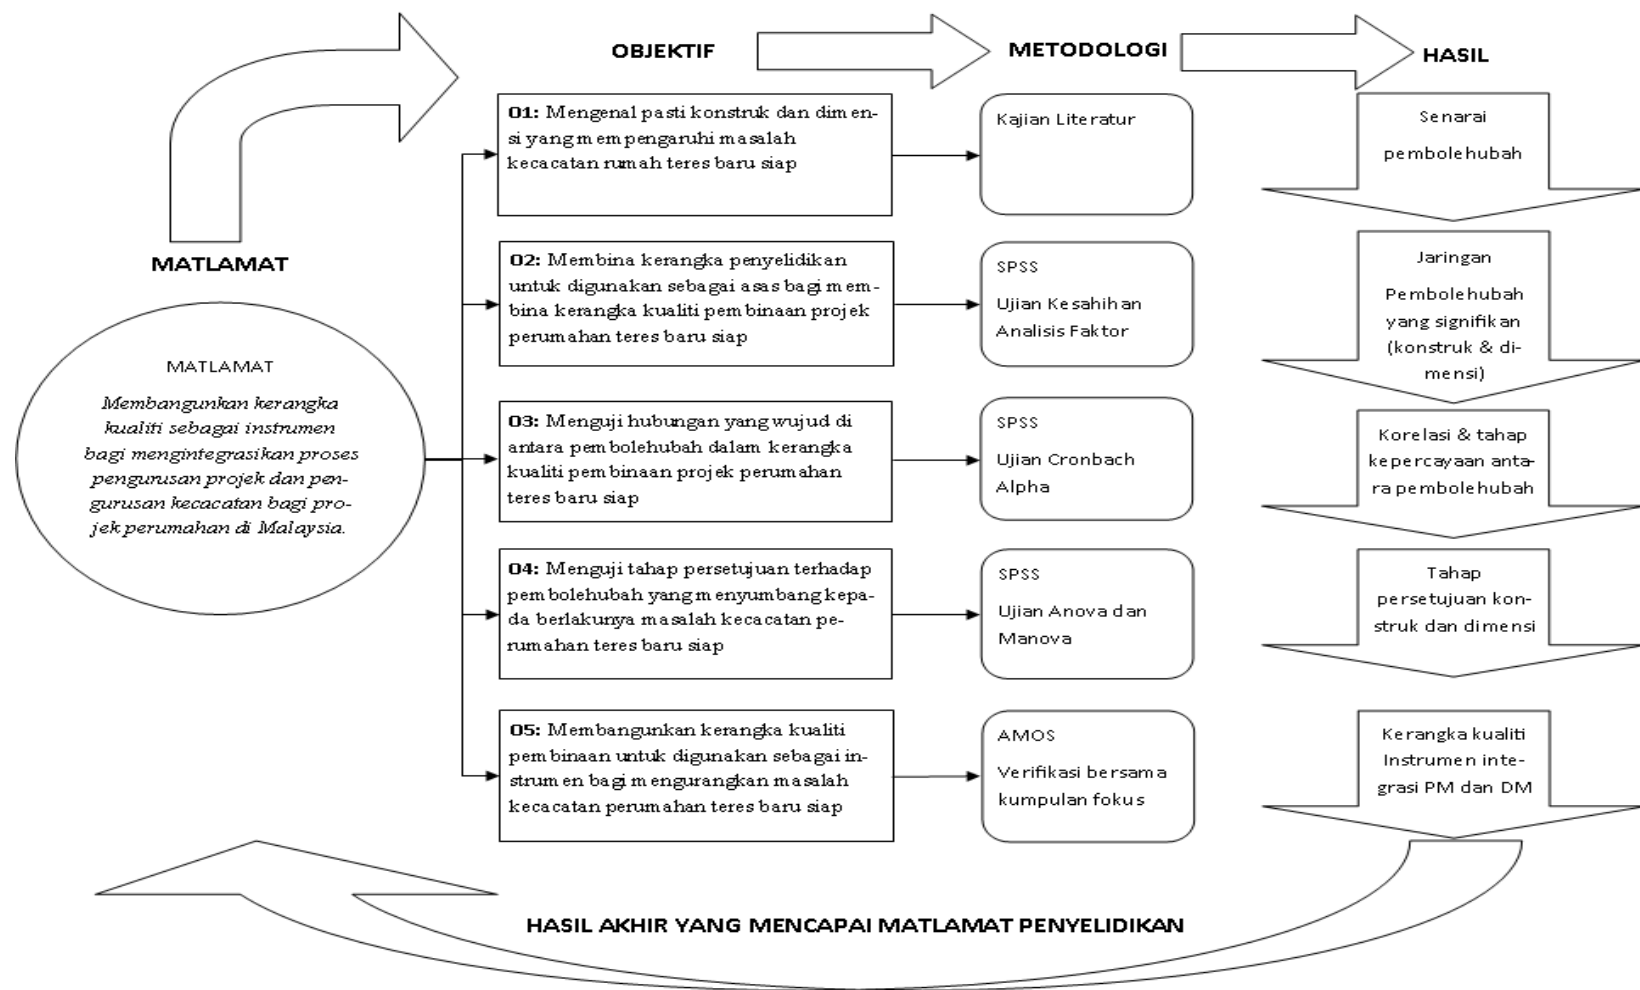 OBJEKTIF
METODOLOGI
HASIL
MATLAMAT
MATLAMAT
Membangunkan kerangka
kualiti sebagai instrumen
bagi mengintegrasikan proses
pengurusan projek dan pen-
gurusan kecacatan bagi pro-
jek perumahan di Malaysia.
O1: Mengenal pasti konstruk dan dimen-
si yang mempengaruhi masalah
kecacatan rumah teres baru siap
Kajian Literatur
Senarai
pembolehubah
O2: Membina kerangka penyelidikan
untuk digunakan sebagai asas bagi mem-
bina kerangka kualiti pembinaan projek
perumahan teres baru siap
SPSS
Ujian Kesahihan
Analisis Faktor
Jaringan
Pembolehubah
yang signifikan
(konstruk & di-
mensi)
O3: Menguji hubungan yang wujud di
antara pembolehubah dalam kerangka
kualiti pembinaan projek perumahan
teres baru siap
SPSS
Ujian Cronbach
Alpha
Korelasi & tahap
kepercayaan anta-
ra pembolehubah
O4: Menguji tahap persetujuan terhadap
pembolehubah yang menyumbang kepa-
da berlakunya masalah kecacatan pe-
rumahan teres baru siap
SPSS
Ujian Anova dan
Manova
Tahap
persetujuan kon-
struk dan dimensi
O5: Membangunkan kerangka kualiti
pembinaan untuk digunakan sebagai in-
strumen bagi mengurangkan masalah
kecacatan perumahan teres baru siap
AMOS
Verifikasi bersama
kumpulan fokus
Kerangka kualiti
Instrumen inte-
grasi PM dan DM
HASIL AKHIR YANG MENCAPAI MATLAMAT PENYELIDIKAN